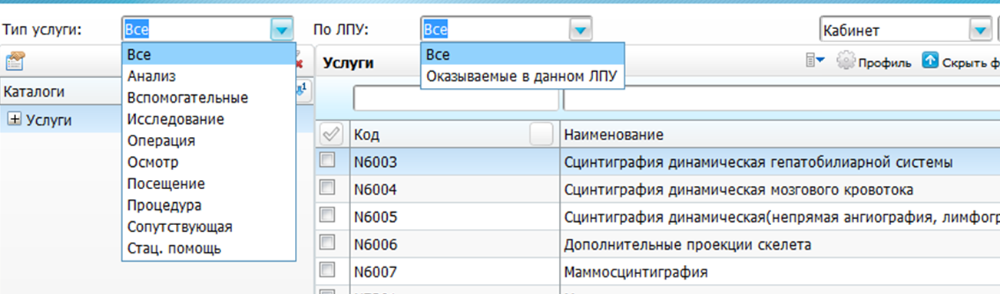 Тип услуги: Все По ЛПУ: Все Кабинет
Все
Анализ
Вспомогательные
Исследование
Операция
Осмотр
Посещение
Процедура
Сопутствующая
Стац. помощь
Все
Оказываемые в данном ЛПУ
Каталоги
Услуги
Услуги Профиль Скрыть ф
Код Наименование
N6003 Сцинтиграфия динамическая гепатобилиарной системы
N6004 Сцинтиграфия динамическая мозгового кровотока
N6005 Сцинтиграфия динамическая(непрямая ангиография, лимфогр
N6006 Дополнительные проекции скелета
N6007 Маммосцинтиграфия